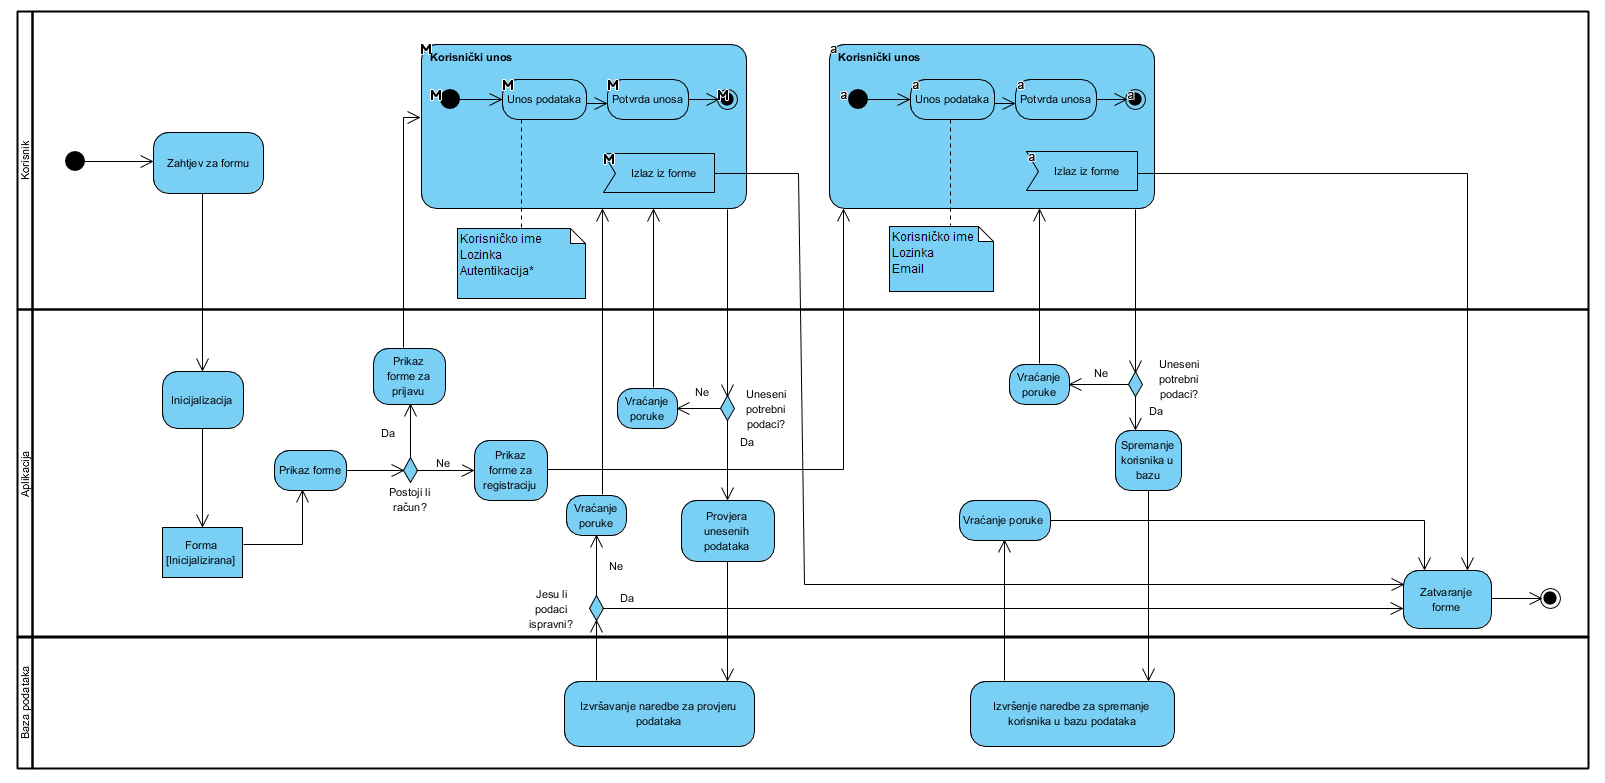 Korisnik
Zahtjev za formu
M
Korisnički unos
M
M
Unos podataka
M
Potvrda unosa
M
M
Izlaz iz forme
Korisničko ime
Lozinka
Autentikacija*
a
Korisnički unos
a
a
Unos podataka
a
Potvrda unosa
a
a
Izlaz iz forme
Korisničko ime
Lozinka
Email
Aplikacija
Inicijalizacija
Forma
[Inicijalizirana]
Prikaz forme
Prikaz
forme za
prijavu
Da
Ne
Postoji li
račun?
Prikaz
forme za
registraciju
Vraćanje
poruke
Ne
Uneseni
potrebni
podaci?
Da
Vraćanje
poruke
Provjera
unesenih
podataka
Ne
Jesu li
podaci
ispravni?
Da
Vraćanje
poruke
Ne
Uneseni
potrebni
podaci?
Da
Spremanje
korisnika u
bazu
Vraćanje poruke
Zatvaranje
forme
Baza podataka
Izvršavanje naredbe za provjeru
podataka
Izvršenje naredbe za spremanje
korisnika u bazu podataka